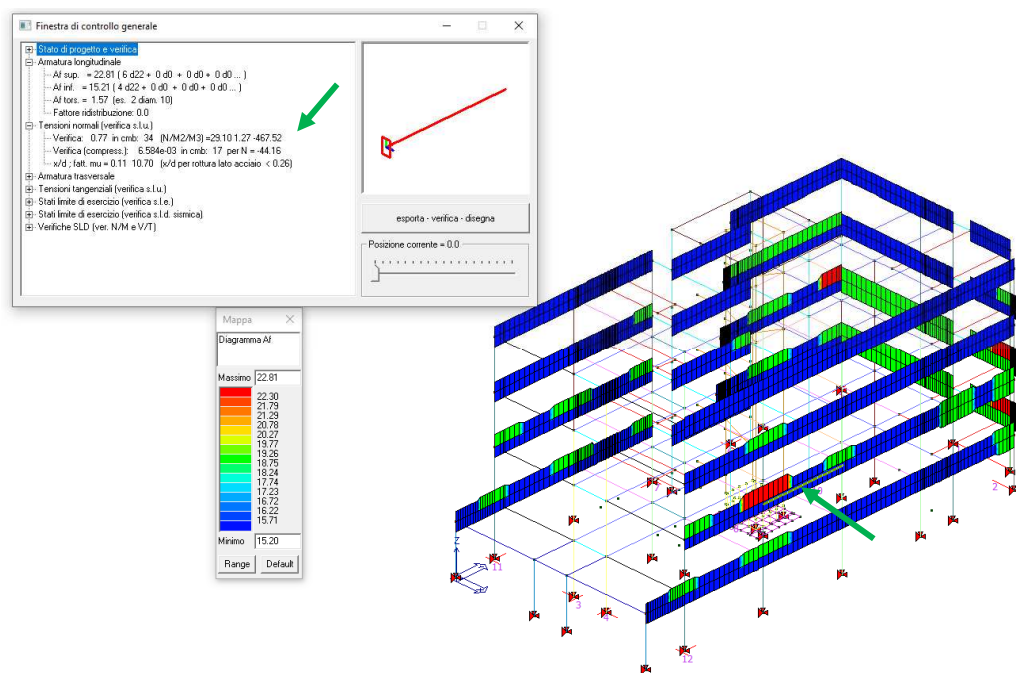 Finestra di controllo generale
Stato di progetto e verifica
Armatura longitudinale
Af sup. = 22.81 ( 6 d22 + 0 d0 + 0 d0 + 0 d0 ... )
Af inf. = 15.21 ( 4 d22 + 0 d0 + 0 d0 + 0 d0 ... )
Af tors. = 1.57 (es. 2 diam. 10)
Fattore ridistribuzione: 0.0
Tensioni normali (verifica s.l.u.)
Verifica: 0.77 in cmb: 34 (N/M2/M3) =29.10 1.27 -467.52
Verifica (compress.): 6.584e-03 in cmb: 17 per N = -44.16
x/d ; fatt. mu = 0.11 10.70 (x/d per rottura lato acciaio < 0.26)
Armatura trasversale
Tensioni tangenziali (verifica s.l.u.)
Stati limite di esercizio (verifica s.l.e.)
Stati limite di esercizio (verifica s.l.d. sismica)
Verifiche SLD (ver. N/M e V/T)
esporta - verifica - disegna
Posizione corrente = 0.0
Mappa
Diagramma Af
Massimo 22.81
22.30
21.79
21.29
20.78
20.27
19.77
19.26
18.75
18.24
17.74
17.23
16.72
16.22
15.71
Minimo 15.20
Range Default
Z
2
11
3
4
12